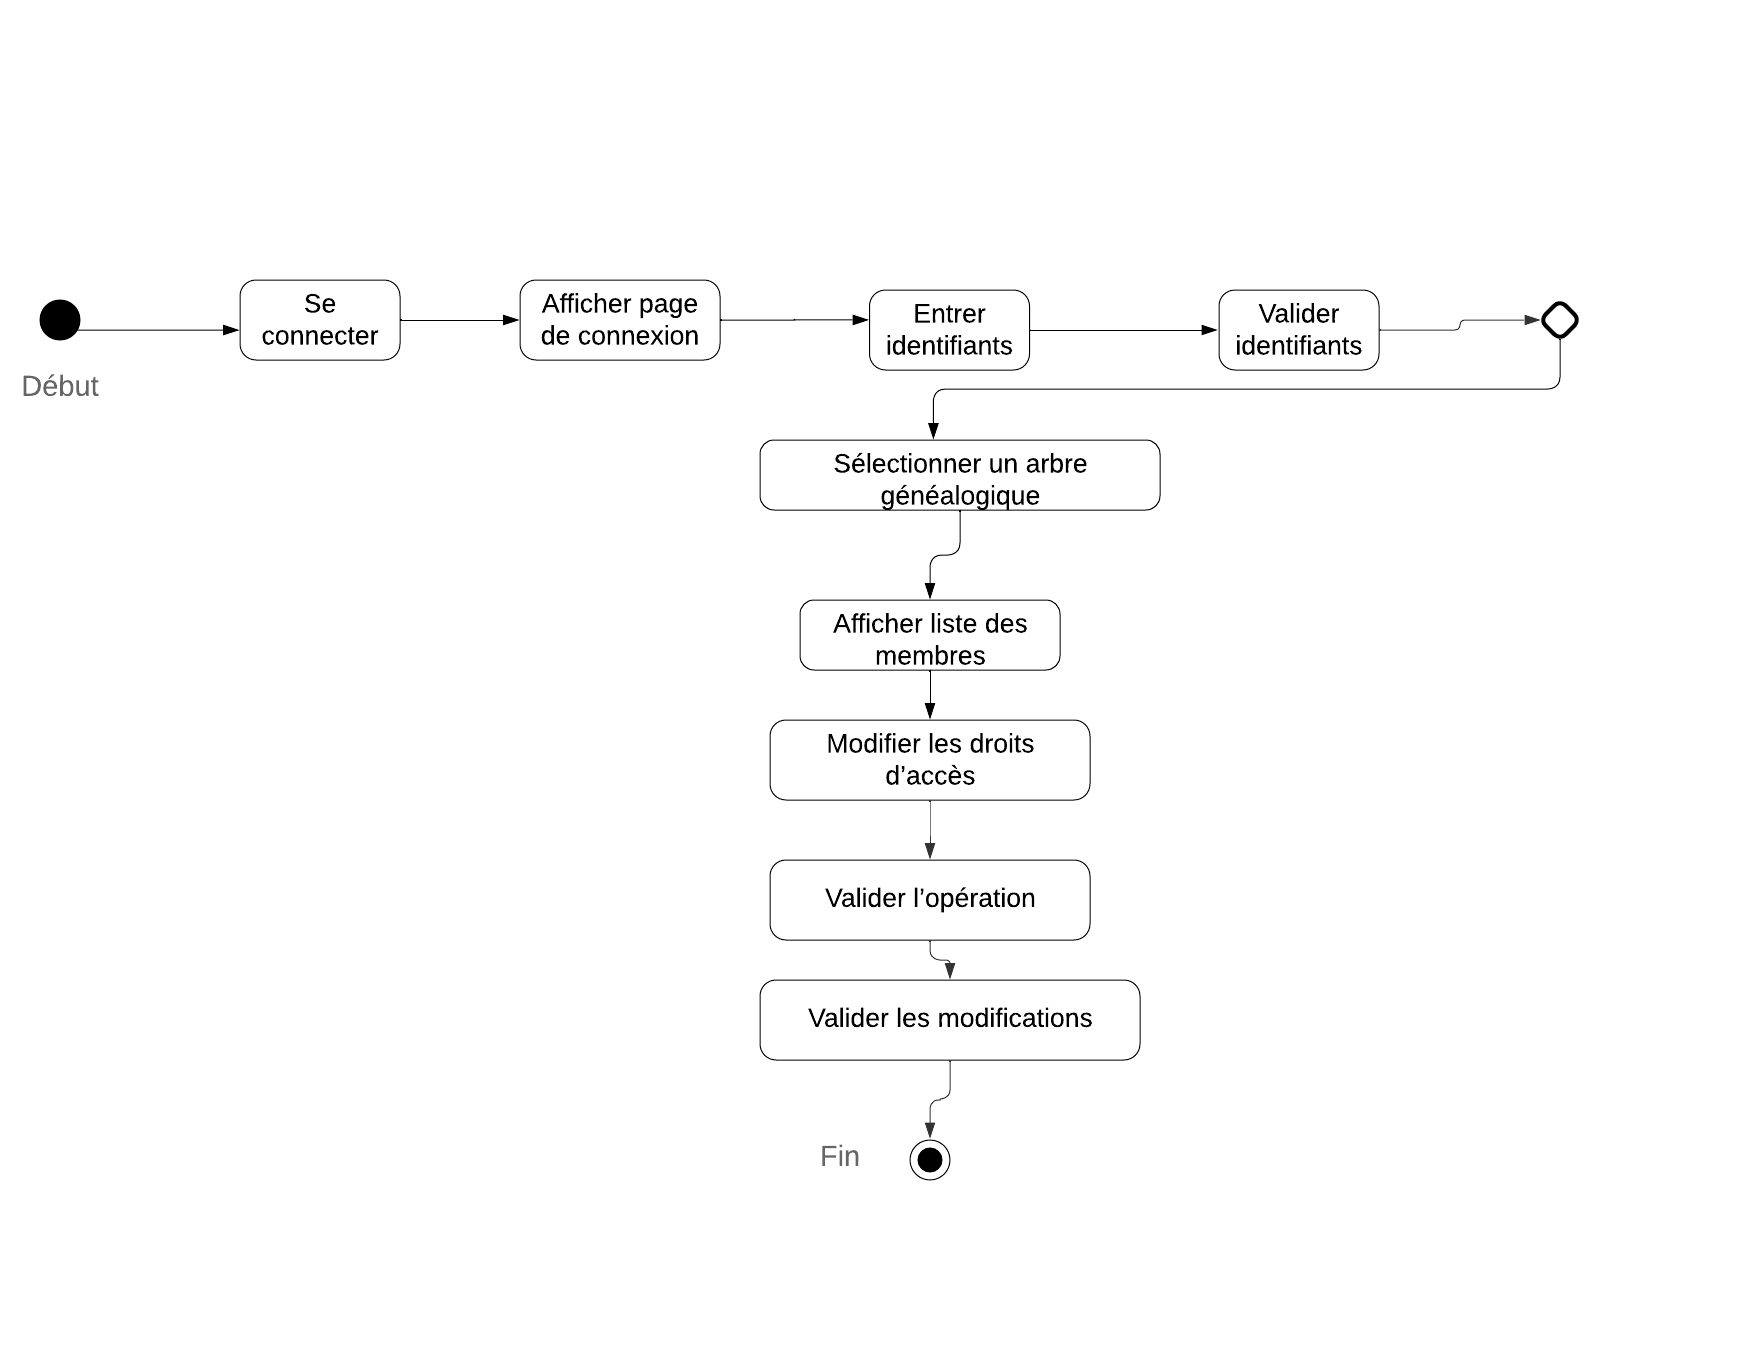 Se
connecter
Afficher page
de connexion
Entrer
identifiants
Valider
identifiants
Début
Sélectionner un arbre
généalogique
Afficher liste des
membres
Modifier les droits
d’accès
Valider l’opération
Valider les modifications
Fin